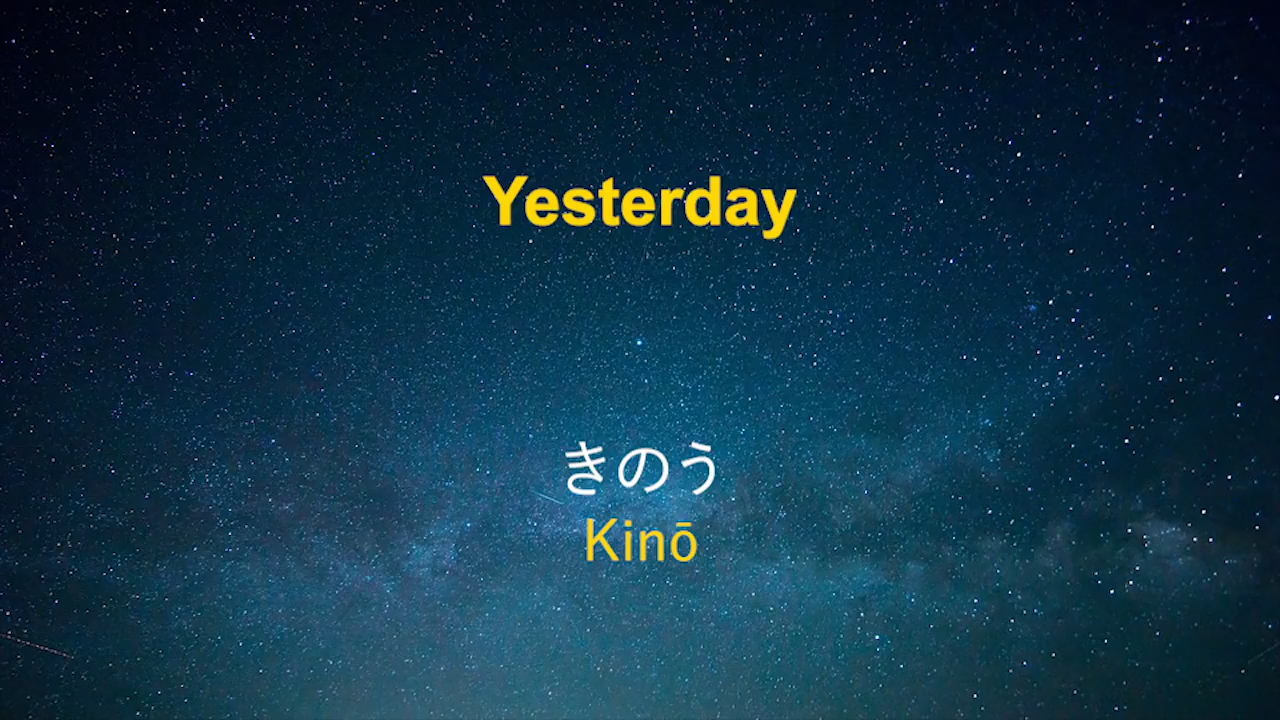 Yesterday
きのう
Kinō